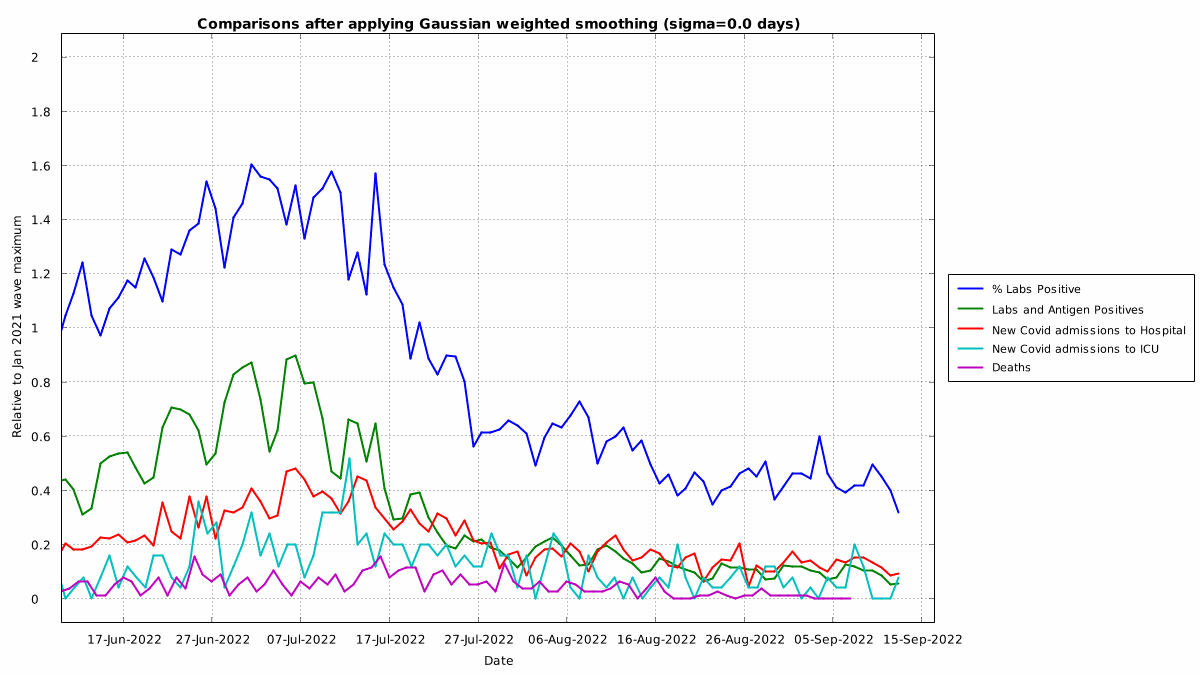 Comparisons after applying Gaussian weighted smoothing (sigma=0.0 days)
2
1.8
1.6
1.4
1.2
1
0.8
0.6
0.4
0.2
0
Relative to Jan 2021 wave maximum
17-Jun-2022 27-Jun-2022 07-Jul-2022 17-Jul-2022 27-Jul-2022 06-Aug-2022 16-Aug-2022 26-Aug-2022 05-Sep-2022 15-Sep-2022
Date
% Labs Positive
Labs and Antigen Positives
New Covid admissions to Hospital
New Covid admissions to ICU
Deaths